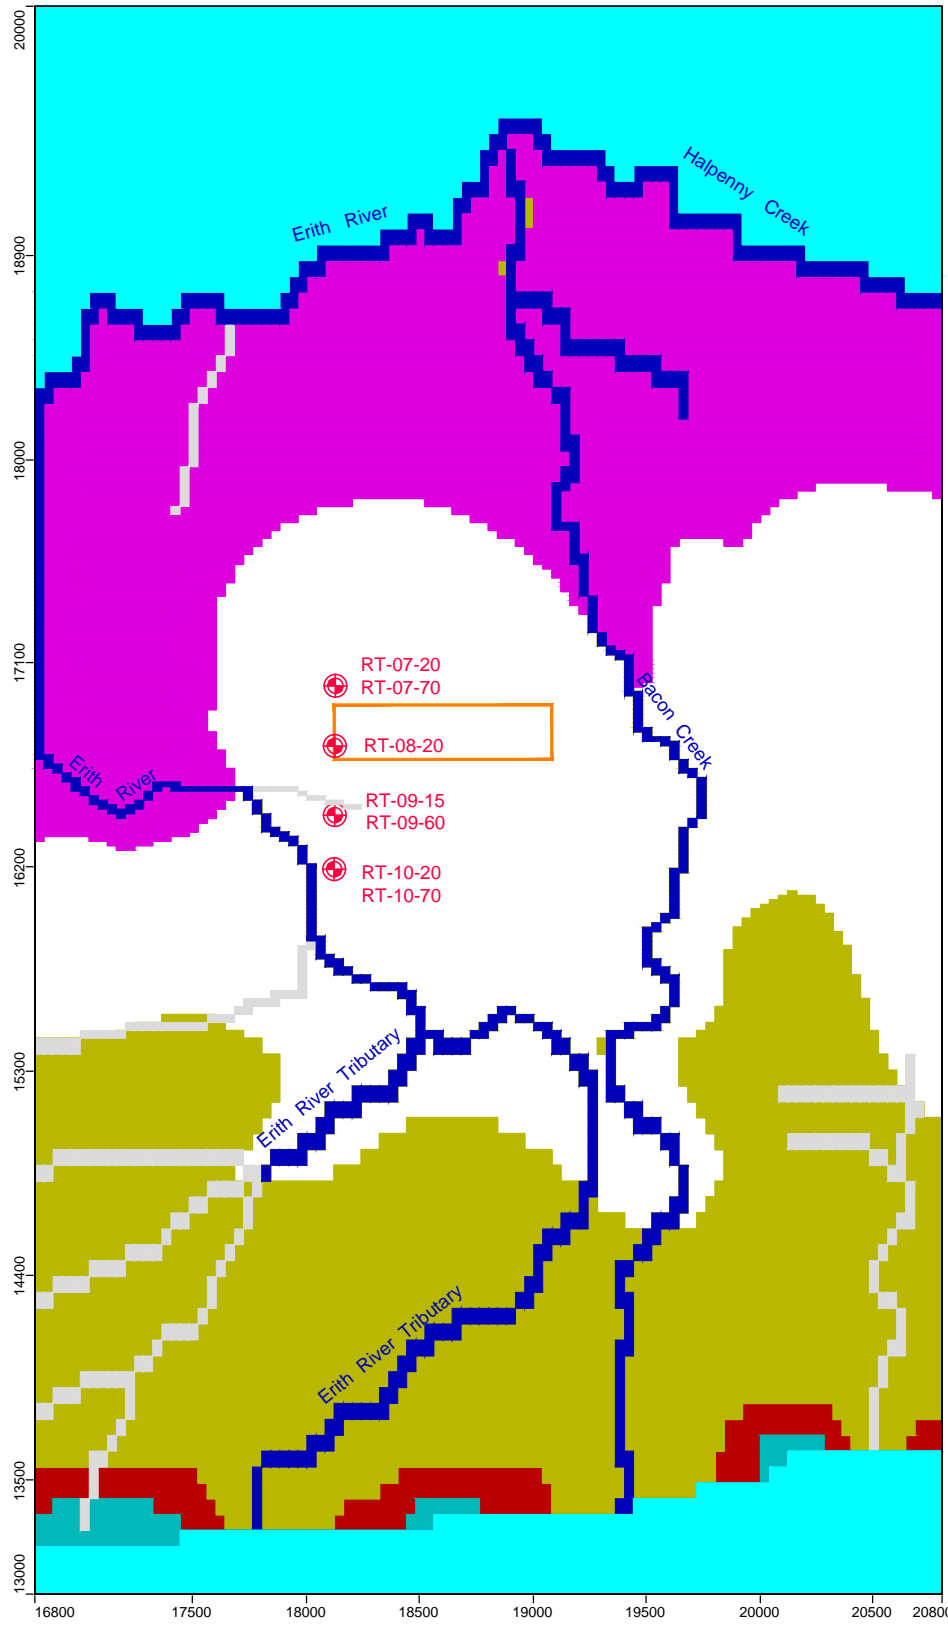 20000
Halpenny Creek
Erith River
18900
18000
17100
RT-07-20
RT-07-70
Bacon Creek
RT-08-20
Erith River
RT-09-15
RT-09-60
16200
RT-10-20
RT-10-70
15300
Erith River Tributary
14400
Erith River Tributary
13500
13000
16800 17500 18000 18500 19000 19500 20000 20500 2080